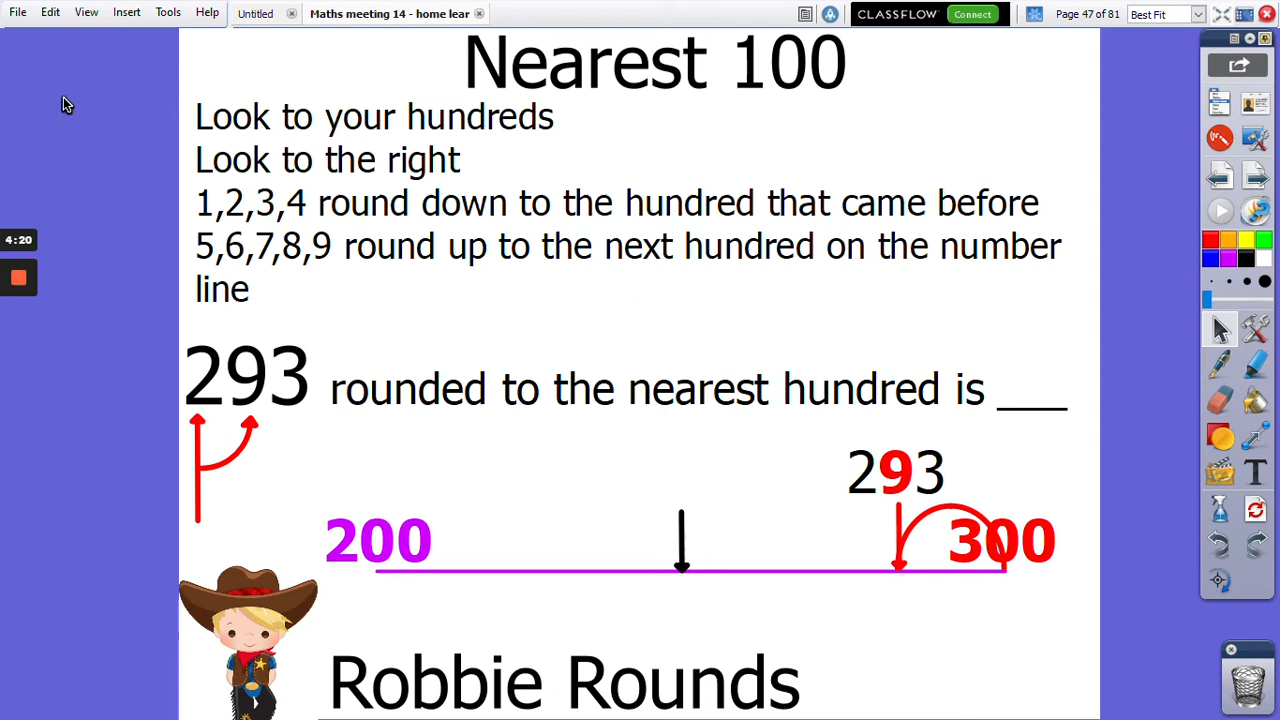 File Edit View Insert Tools Help Untitled Maths meeting 14 - home lear CLASSFLOW Connect Page 47 of 81 Best Fit
Nearest 100
Look to your hundreds
Look to the right
1,2,3,4 round down to the hundred that came before
5,6,7,8,9 round up to the next hundred on the number
line
4:20
293 rounded to the nearest hundred is ___
293
200 300
Robbie Rounds
T